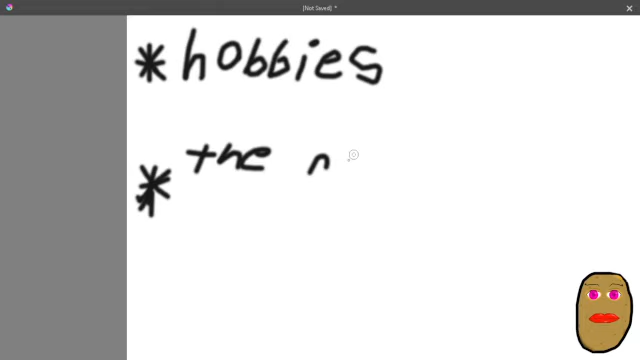 [Not Saved] *
* hobbies
* the n